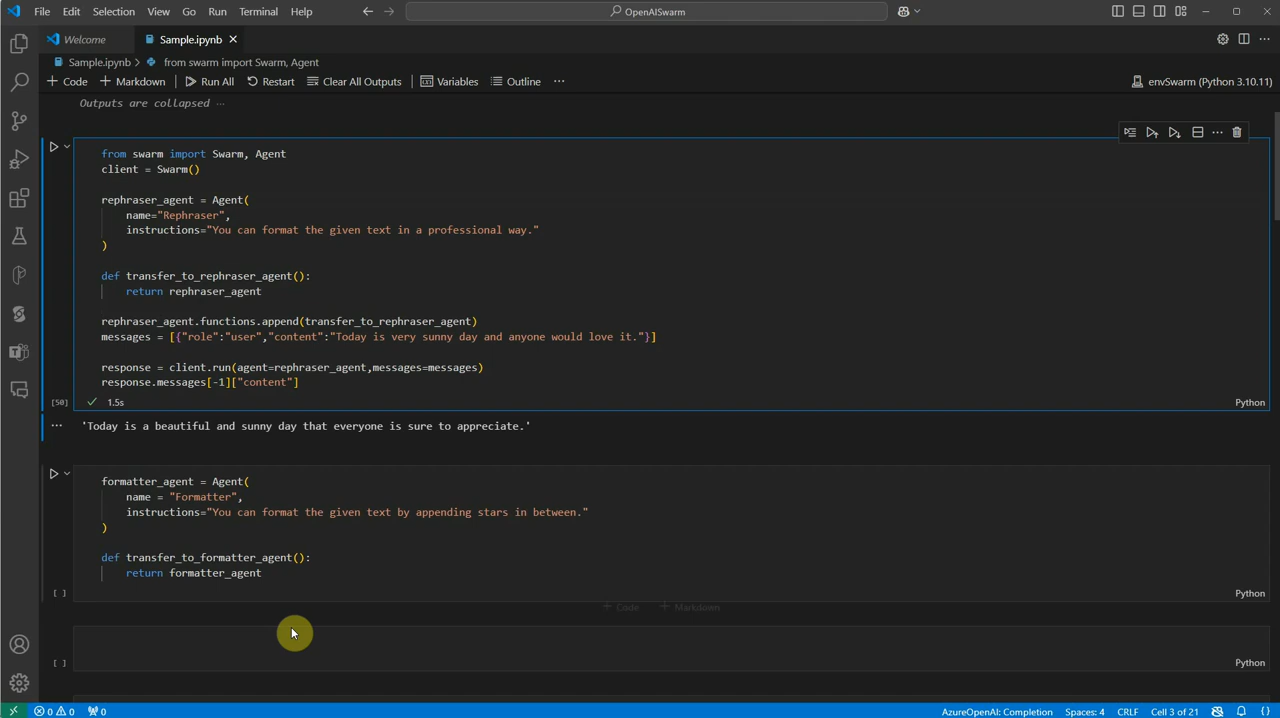 File Edit Selection View Go Run Terminal Help OpenAISwarm
Welcome Sample.ipynb
Sample.ipynb > from swarm import Swarm, Agent
Code Markdown Run All Restart Clear All Outputs Variables Outline ... envSwarm (Python 3.10.11)
Outputs are collapsed ...
from swarm import Swarm, Agent
client = Swarm()
rephraser_agent = Agent(
name="Rephraser",
instructions="You can format the given text in a professional way."
)
def transfer_to_rephraser_agent():
return rephraser_agent
rephraser_agent.functions.append(transfer_to_rephraser_agent)
messages = [{"role":"user","content":"Today is very sunny day and anyone would love it."}]
response = client.run(agent=rephraser_agent,messages=messages)
response.messages[-1]["content"]
[50] 1.5s Python
... 'Today is a beautiful and sunny day that everyone is sure to appreciate.'
formatter_agent = Agent(
name = "Formatter",
instructions="You can format the given text by appending stars in between."
)
def transfer_to_formatter_agent():
return formatter_agent
[ ] Python
+ Code + Markdown
[ ] Python
0 0 0 AzureOpenAI: Completion Spaces: 4 CRLF Cell 3 of 21